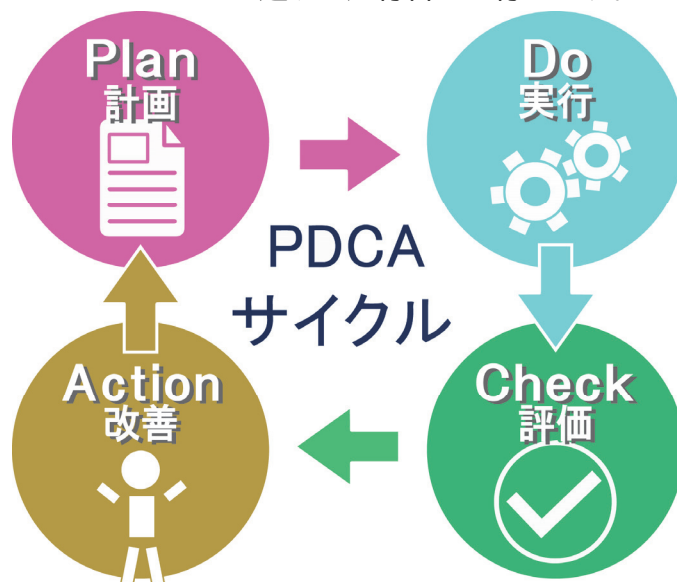 Plan
計画
Do
実行
PDCA
サイクル
Action
改善
Check
評価